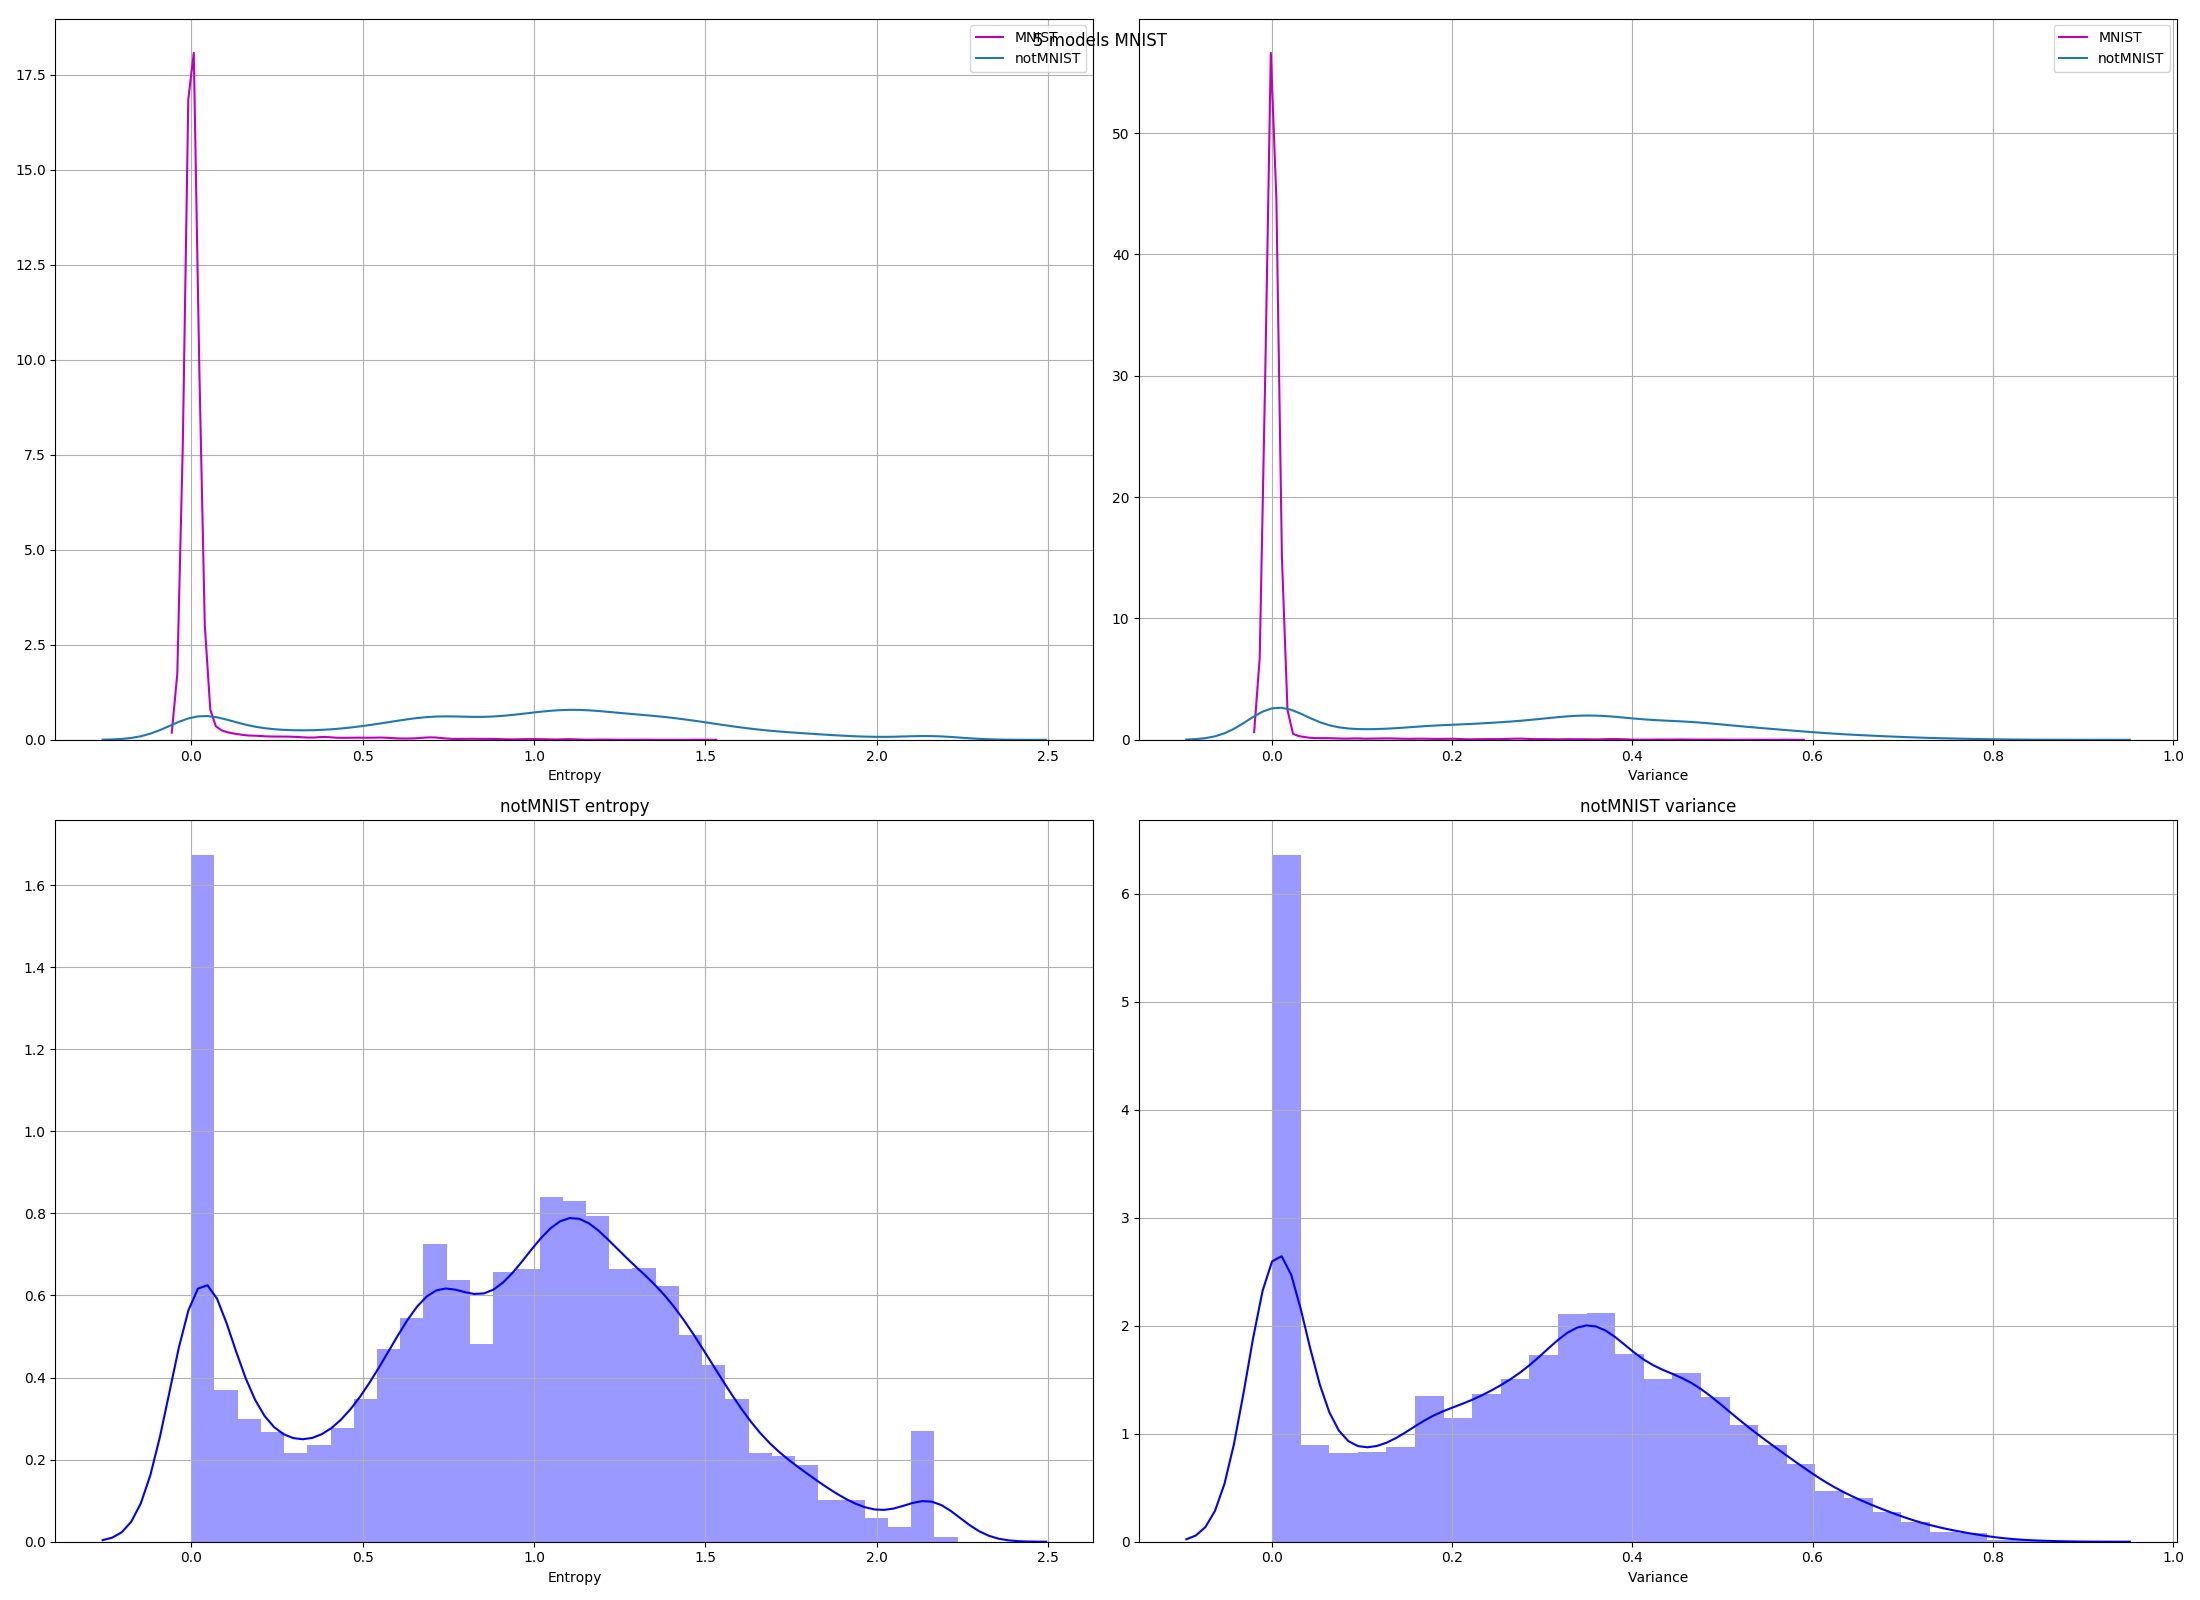 5 models MNIST
MNIST
notMNIST
17.5
15.0
12.5
10.0
7.5
5.0
2.5
0.0
0.0 0.5 1.0 1.5 2.0 2.5
Entropy
MNIST
notMNIST
50
40
30
20
10
0
0.0 0.2 0.4 0.6 0.8 1.0
Variance
notMNIST entropy
1.6
1.4
1.2
1.0
0.8
0.6
0.4
0.2
0.0
0.0 0.5 1.0 1.5 2.0 2.5
Entropy
notMNIST variance
6
5
4
3
2
1
0
0.0 0.2 0.4 0.6 0.8 1.0
Variance